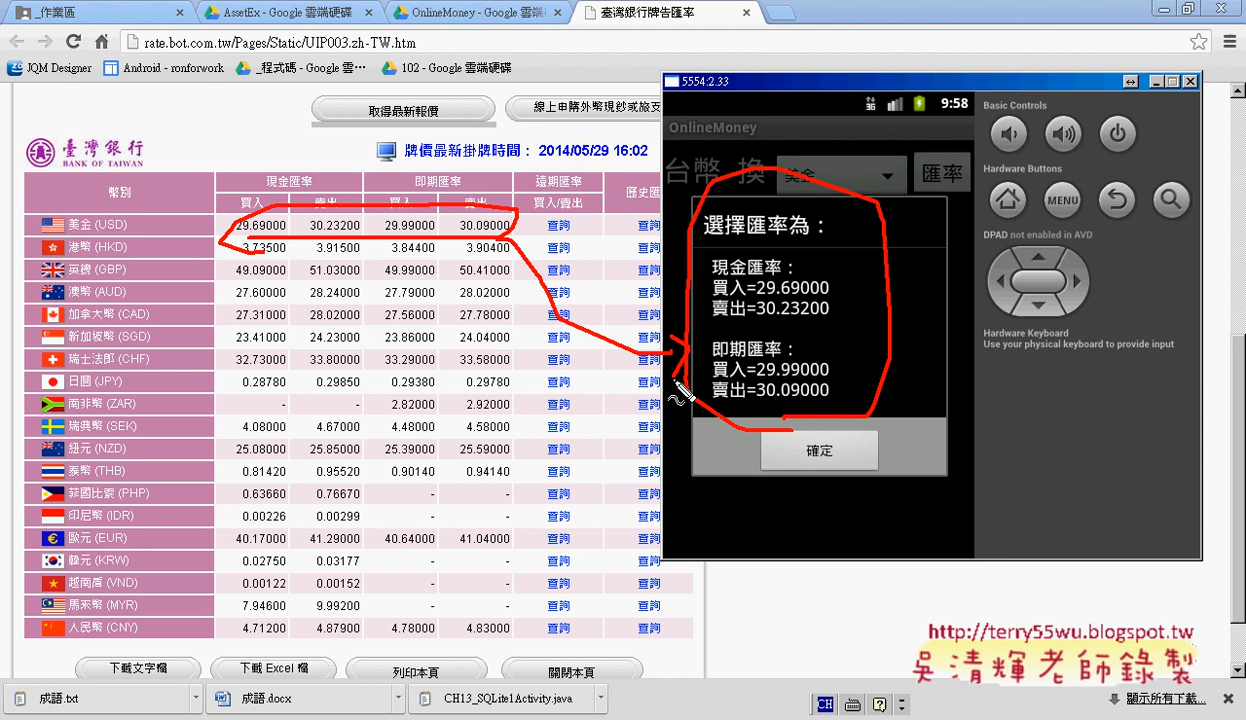 _作業區
AssetEx - Google 雲端硬碟
OnlineMoney - Google 雲端硬
臺灣銀行牌告匯率
rate.bot.com.tw/Pages/Static/UIP003.zh-TW.htm
JQM Designer
Android - ronforwork
_程式碼 - Google 雲…
102 - Google 雲端硬碟
取得最新報價
線上申購外幣現鈔或旅支
臺灣銀行
BANK OF TAIWAN
牌價最新掛牌時間： 2014/05/29 16:02
幣別 現金匯率 即期匯率 遠期匯率 歷史匯
買入 賣出 買入 賣出 買入/賣出
美金 (USD) 29.69000 30.23200 29.99000 30.09000 查詢 查詢
港幣 (HKD) 3.73500 3.91500 3.84400 3.90400 查詢 查詢
英鎊 (GBP) 49.09000 51.03000 49.99000 50.41000 查詢 查詢
澳幣 (AUD) 27.60000 28.24000 27.79000 28.02000 查詢 查詢
加拿大幣 (CAD) 27.31000 28.02000 27.56000 27.78000 查詢 查詢
新加坡幣 (SGD) 23.41000 24.23000 23.86000 24.04000 查詢 查詢
瑞士法郎 (CHF) 32.73000 33.80000 33.29000 33.58000 查詢 查詢
日圓 (JPY) 0.28780 0.29850 0.29380 0.29780 查詢 查詢
南非幣 (ZAR) - - 2.82000 2.92000 查詢 查詢
瑞典幣 (SEK) 4.08000 4.67000 4.48000 4.58000 查詢 查詢
紐元 (NZD) 25.08000 25.85000 25.39000 25.59000 查詢 查詢
泰幣 (THB) 0.81420 0.95520 0.90140 0.94140 查詢 查詢
菲國比索 (PHP) 0.63660 0.76670 - - 查詢 查詢
印尼幣 (IDR) 0.00226 0.00299 - - 查詢 查詢
歐元 (EUR) 40.17000 41.29000 40.64000 41.04000 查詢 查詢
韓元 (KRW) 0.02750 0.03177 - - 查詢 查詢
越南盾 (VND) 0.00122 0.00152 - - 查詢 查詢
馬來幣 (MYR) 7.94600 9.99200 - - 查詢 查詢
人民幣 (CNY) 4.71200 4.87900 4.78000 4.83000 查詢 查詢
下載文字檔
下載 Excel 檔
列印本頁
關閉本頁
5554:2.33
3G
9:58
OnlineMoney
台幣 換 美金 匯率
選擇匯率為：
現金匯率：
買入=29.69000
賣出=30.23200
即期匯率：
買入=29.99000
賣出=30.09000
確定
Basic Controls
Hardware Buttons
MENU
DPAD not enabled in AVD
Hardware Keyboard
Use your physical keyboard to provide input
http://terry55wu.blogspot.tw
吳清輝老師錄製
成語.txt
成語.docx
CH13_SQLite1Activity.java
CH
顯示所有下載...